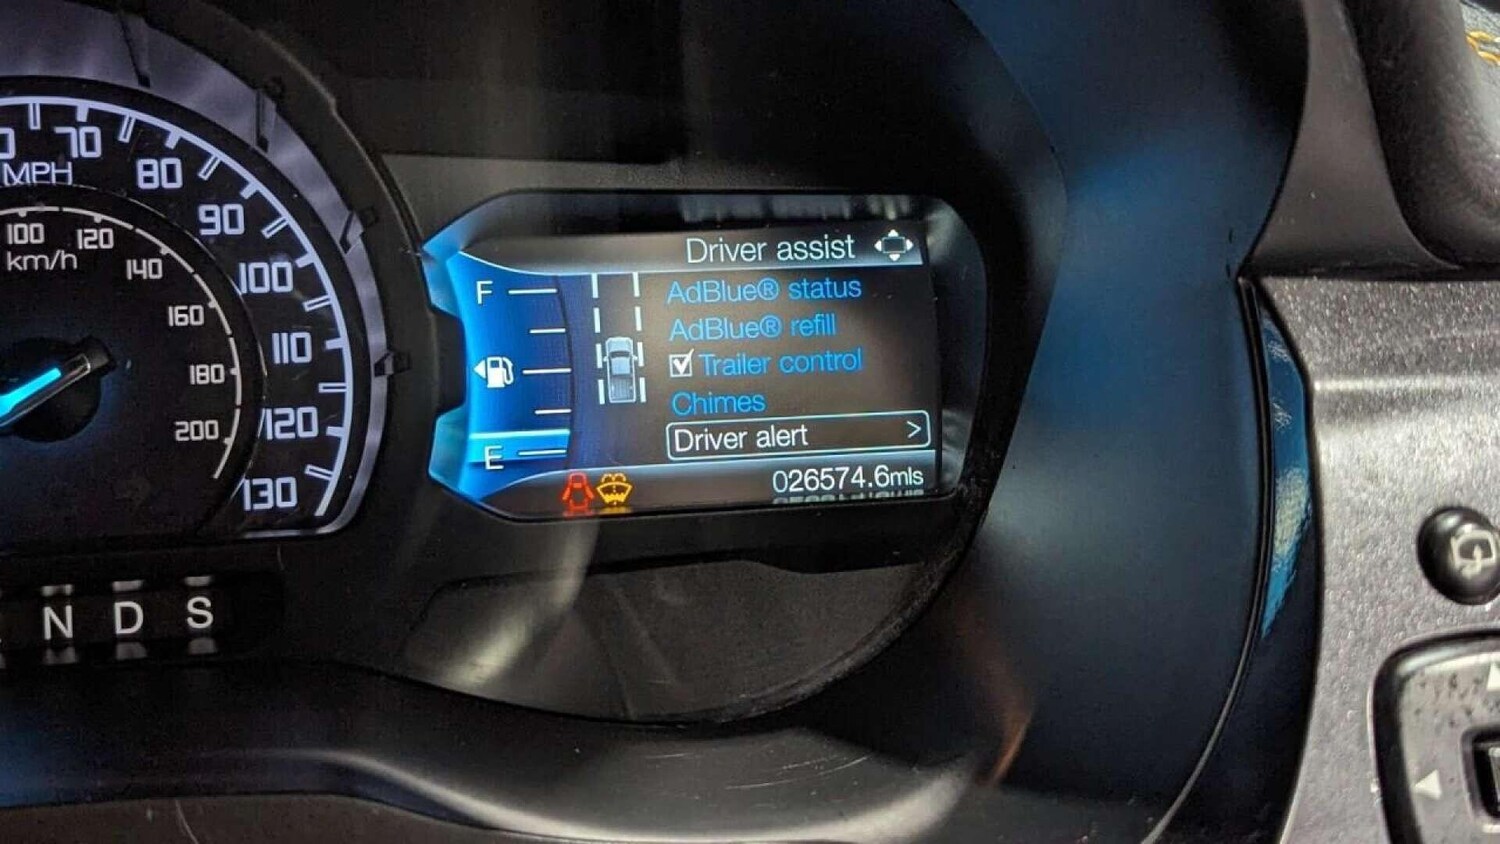 70
MPH
80
90
100
110
120
130
100
120
km/h
140
160
180
200
N D S
Driver assist
F
AdBlue® status
AdBlue® refill
Trailer control
Chimes
Driver alert >
E
026574.6mls